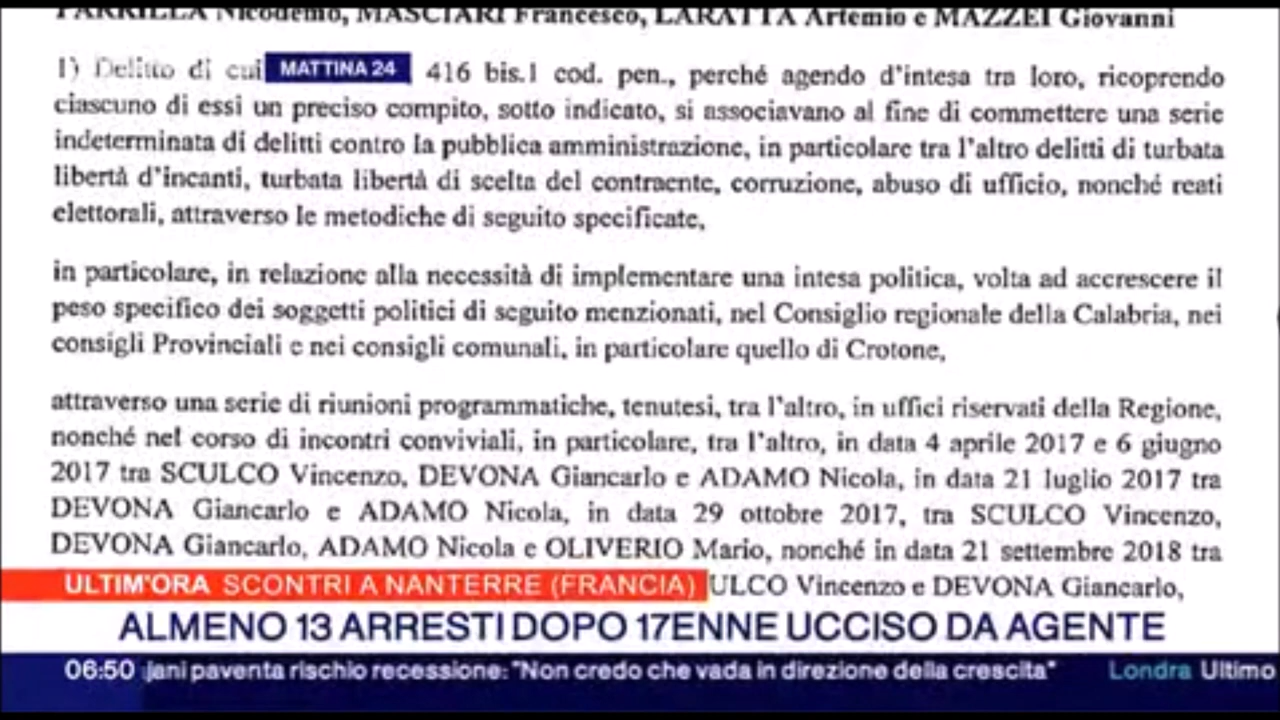 PARRILLA Nicodemo, MASCIARI Francesco, LARATTA Artemio e MAZZEI Giovanni
1) Delitto di cui MATTINA 24 416 bis.1 cod. pen., perché agendo d'intesa tra loro, ricoprendo
ciascuno di essi un preciso compito, sotto indicato, si associavano al fine di commettere una serie
indeterminata di delitti contro la pubblica amministrazione, in particolare tra l'altro delitti di turbata
libertà d'incanti, turbata libertà di scelta del contraente, corruzione, abuso di ufficio, nonché reati
elettorali, attraverso le metodiche di seguito specificate,
in particolare, in relazione alla necessità di implementare una intesa politica, volta ad accrescere il
peso specifico dei soggetti politici di seguito menzionati, nel Consiglio regionale della Calabria, nei
consigli Provinciali e nei consigli comunali, in particolare quello di Crotone,
attraverso una serie di riunioni programmatiche, tenutesi, tra l'altro, in uffici riservati della Regione,
nonché nel corso di incontri conviviali, in particolare, tra l'altro, in data 4 aprile 2017 e 6 giugno
2017 tra SCULCO Vincenzo, DEVONA Giancarlo e ADAMO Nicola, in data 21 luglio 2017 tra
DEVONA Giancarlo e ADAMO Nicola, in data 29 ottobre 2017, tra SCULCO Vincenzo,
DEVONA Giancarlo, ADAMO Nicola e OLIVERIO Mario, nonché in data 21 settembre 2018 tra
ULTIM'ORA SCONTRI A NANTERRE (FRANCIA) ULCO Vincenzo e DEVONA Giancarlo,
ALMENO 13 ARRESTI DOPO 17ENNE UCCISO DA AGENTE
06:50 jani paventa rischio recessione: "Non credo che vada in direzione della crescita" Londra Ultimo